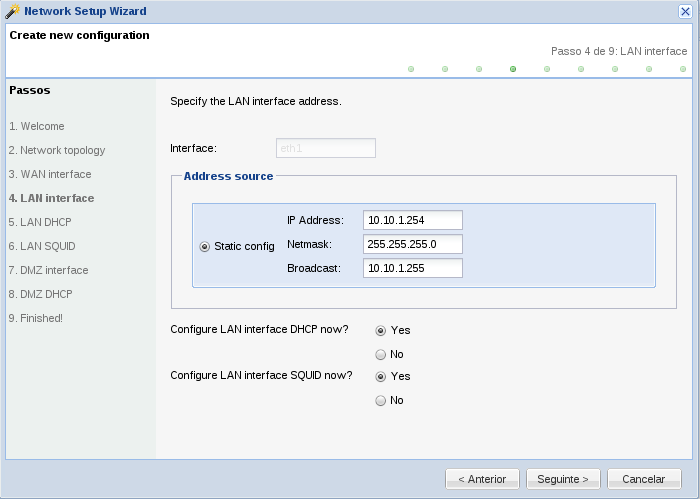 Network Setup Wizard
Create new configuration
Passo 4 de 9: LAN interface
Passos
1. Welcome
2. Network topology
3. WAN interface
4. LAN interface
5. LAN DHCP
6. LAN SQUID
7. DMZ interface
8. DMZ DHCP
9. Finished!
Specify the LAN interface address.
Interface: eth1
Address source
Static config
IP Address: 10.10.1.254
Netmask: 255.255.255.0
Broadcast: 10.10.1.255
Configure LAN interface DHCP now? Yes
No
Configure LAN interface SQUID now? Yes
No
< Anterior Seguinte > Cancelar